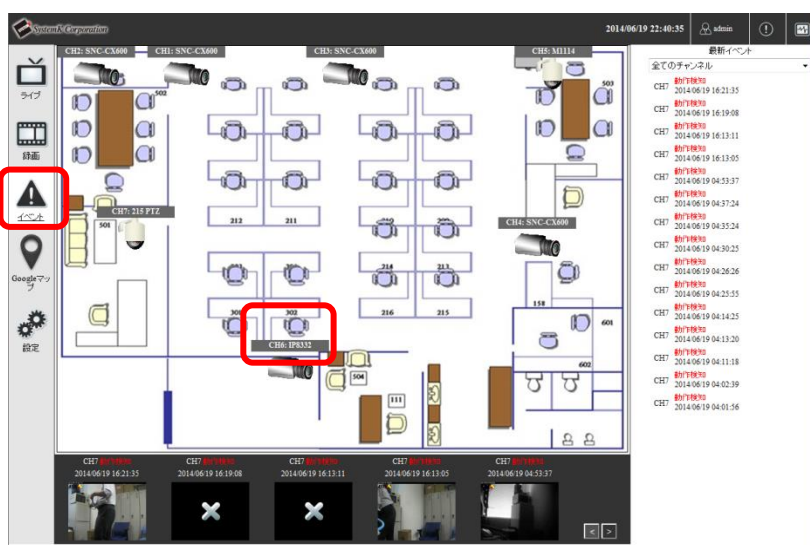 SystemK Corporation
2014/06/19 22:40:35
admin
ライブ
録画
イベント
Googleマッ
プ
設定
CH2: SNC-CX600
CH1: SNC-CX600
CH3: SNC-CX600
CH5: M1114
502
503
CH7: 215 PTZ
501
212
211
CH4: SNC-CX600
214
213
158
302
216
215
601
CH6: IP8332
602
504
111
最新イベント
全てのチャンネル
CH7 動作検知
2014/06/19 16:21:35
CH7 動作検知
2014/06/19 16:19:08
CH7 動作検知
2014/06/19 16:13:11
CH7 動作検知
2014/06/19 16:13:05
CH7 動作検知
2014/06/19 04:53:37
CH7 動作検知
2014/06/19 04:37:24
CH7 動作検知
2014/06/19 04:35:24
CH7 動作検知
2014/06/19 04:30:25
CH7 動作検知
2014/06/19 04:26:26
CH7 動作検知
2014/06/19 04:25:55
CH7 動作検知
2014/06/19 04:14:25
CH7 動作検知
2014/06/19 04:13:20
CH7 動作検知
2014/06/19 04:11:18
CH7 動作検知
2014/06/19 04:02:39
CH7 動作検知
2014/06/19 04:01:56
CH7 動作検知
2014/06/19 16:21:35
CH7 動作検知
2014/06/19 16:19:08
CH7 動作検知
2014/06/19 16:13:11
CH7 動作検知
2014/06/19 16:13:05
CH7 動作検知
2014/06/19 04:53:37